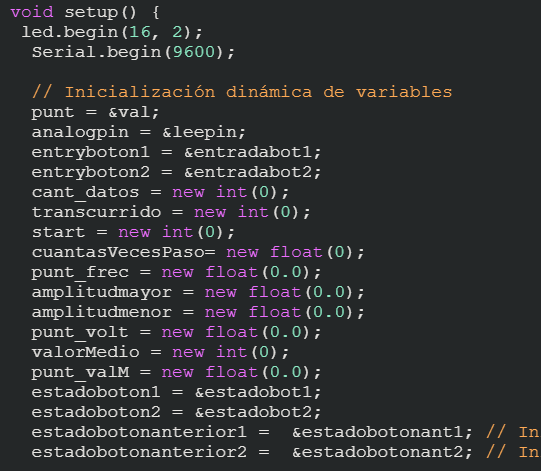 void setup() {
led.begin(16, 2);
Serial.begin(9600);
// Inicialización dinámica de variables
punt = &val;
analogpin = &leepin;
entryboton1 = &entradabot1;
entryboton2 = &entradabot2;
cant_datos = new int(0);
transcurrido = new int(0);
start = new int(0);
cuantasVecesPaso= new float(0);
punt_frec = new float(0.0);
amplitudmayor = new float(0.0);
amplitudmenor = new float(0.0);
punt_volt = new float(0.0);
valorMedio = new int(0);
punt_valM = new float(0.0);
estadoboton1 = &estadobot1;
estadoboton2 = &estadobot2;
estadobotonanterior1 =  &estadobotonant1; // In
estadobotonanterior2 =  &estadobotonant2; // In